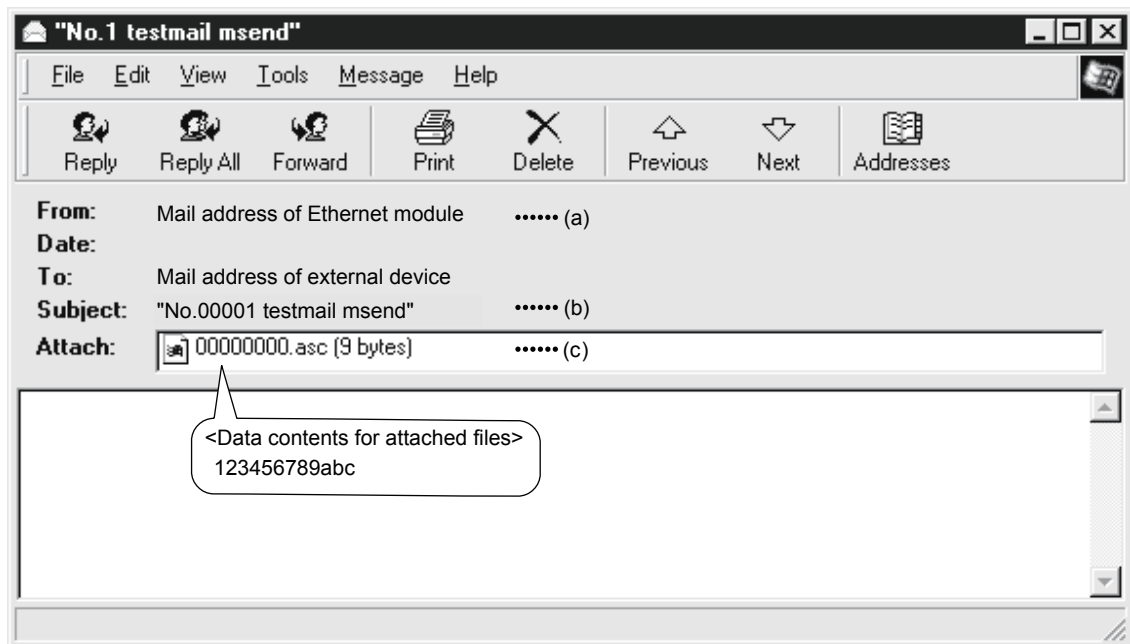 "No.1 testmail msend"
File Edit View Tools Message Help
Reply Reply All Forward Print Delete Previous Next Addresses
From: Mail address of Ethernet module •••••• (a)
Date:
To: Mail address of external device
Subject: "No.00001 testmail msend" •••••• (b)
Attach: 00000000.asc (9 bytes) •••••• (c)
<Data contents for attached files>
123456789abc